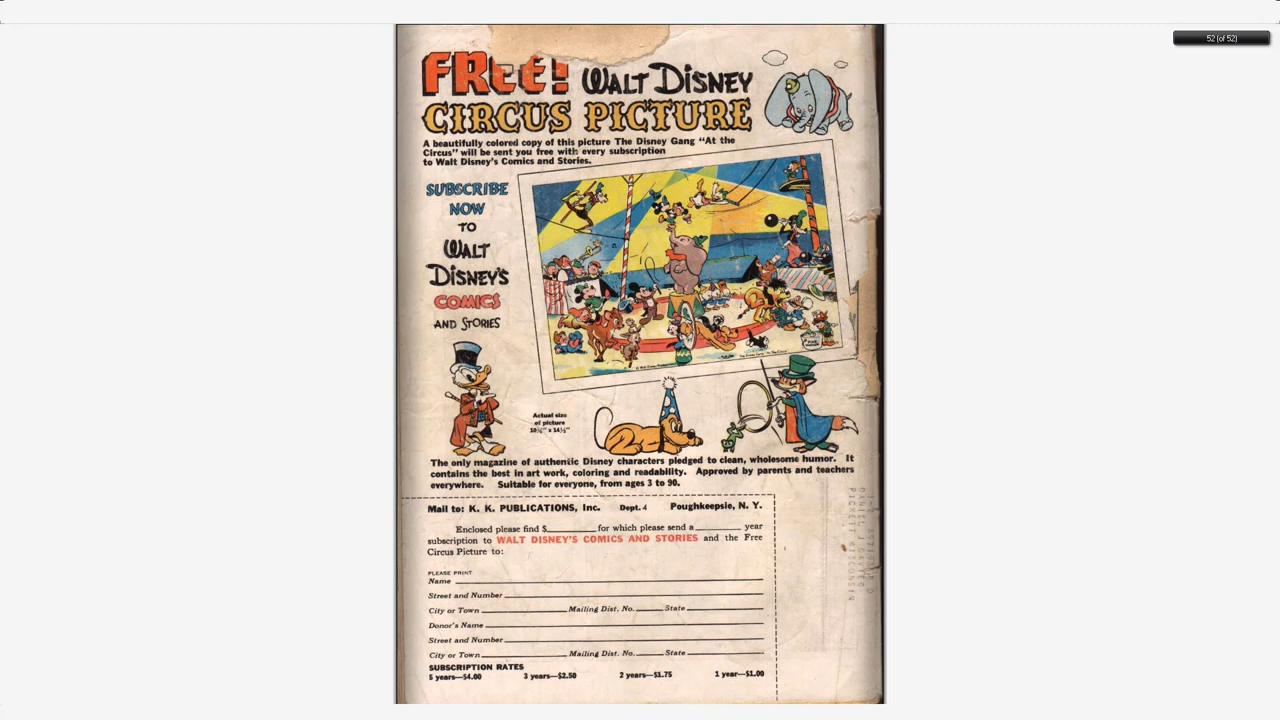 52 (of 52)
FREE! WALT DISNEY
CIRCUS PICTURE
A beautifully colored copy of this picture The Disney Gang "At the
Circus" will be sent you free with every subscription
to Walt Disney's Comics and Stories.
SUBSCRIBE
NOW
TO
WALT
DISNEY'S
COMICS
AND STORIES
Actual size
of picture
The only magazine of authentic Disney characters pledged to clean, wholesome humor. It
contains the best in art work, coloring and readability. Approved by parents and teachers
everywhere. Suitable for everyone, from ages 3 to 90.
Mail to: K. K. PUBLICATIONS, Inc. Dept. 4 Poughkeepsie, N. Y.
Enclosed please find $__________ for which please send a __________ year
subscription to WALT DISNEY'S COMICS AND STORIES and the Free
Circus Picture to:
PLEASE PRINT
Name
Street and Number
City or Town Mailing Dist. No. State
Donor's Name
Street and Number
City or Town Mailing Dist. No. State
SUBSCRIPTION RATES
5 years—$4.00 3 years—$2.50 2 years—$1.75 1 year—$1.00